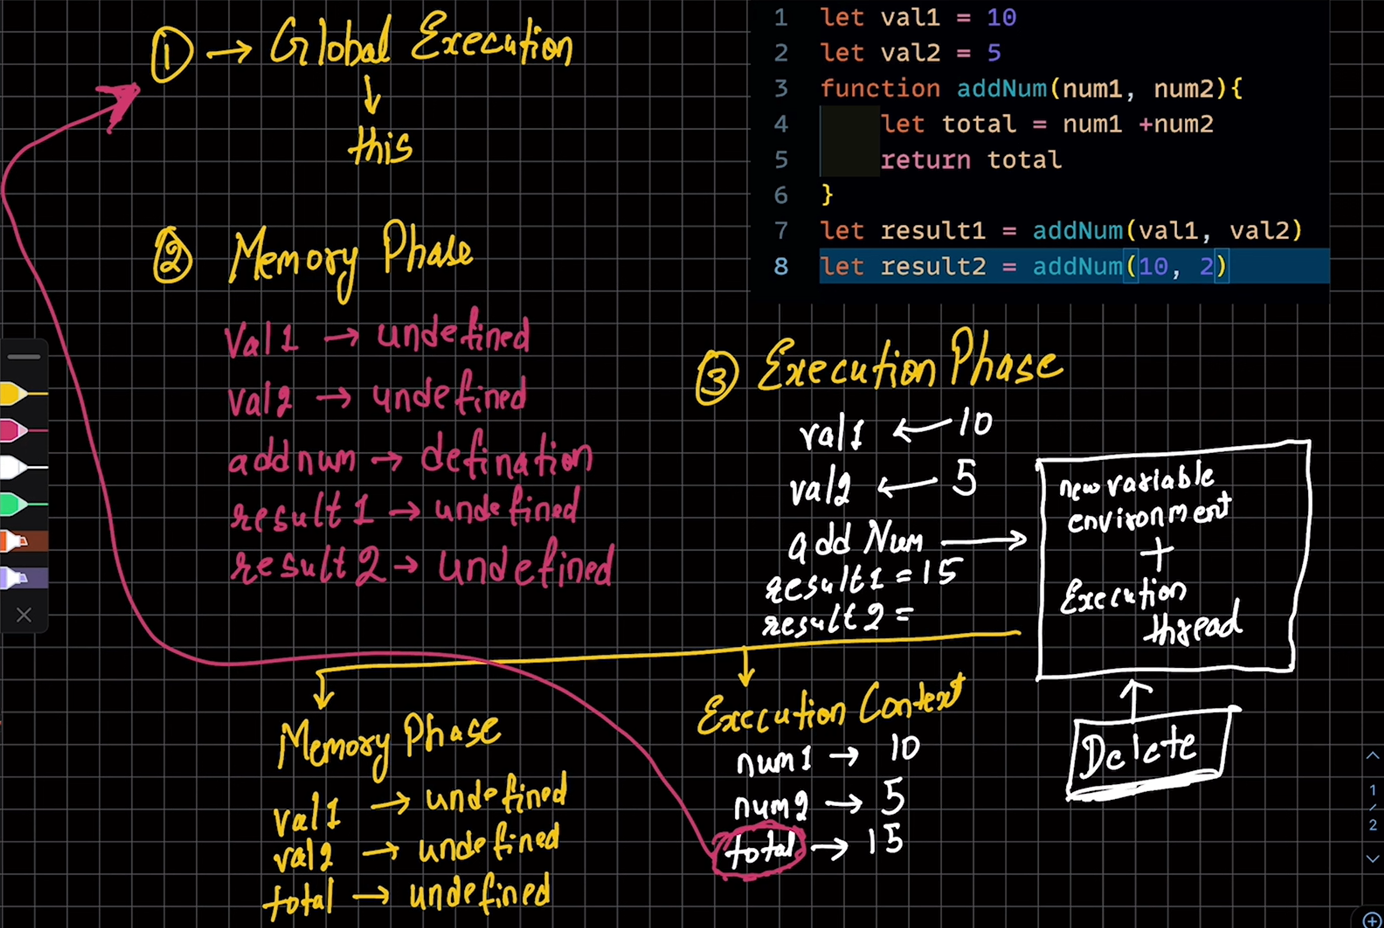 ① → Global Execution
↓
this
1 let val1 = 10
2 let val2 = 5
3 function addNum(num1, num2){
4 let total = num1 +num2
5 return total
6 }
7 let result1 = addNum(val1, val2)
8 let result2 = addNum(10, 2)
② Memory Phase
Val1 → undefined
val2 → undefined
addnum → defination
result1 → undefined
result2 → undefined
③ Execution Phase
val1 ← 10
val2 ← 5
add Num →
result1 = 15
result2 =
new variable
environment
+
Execution
thread
Delete
Memory Phase
val1 → undefined
val2 → undefined
total → undefined
Execution Context
num1 → 10
num2 → 5
total → 15
1
/
2